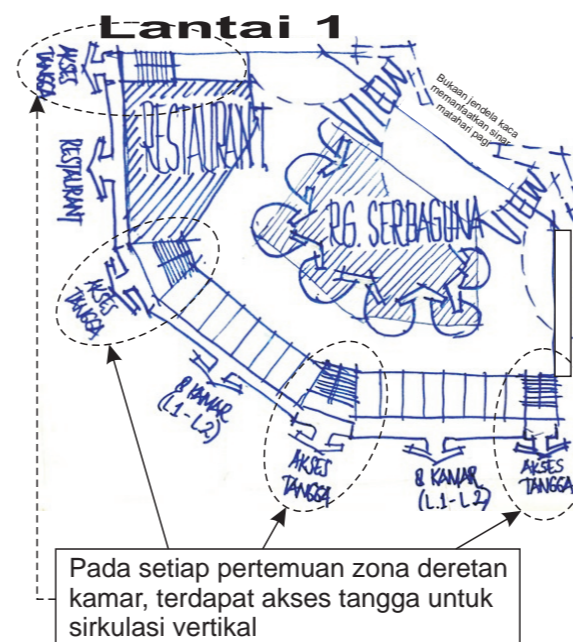 Lantai 1
AKSES
TANGGA
RESTAURANT
RESTAURANT
VIEW
Bukaan jendela kaca
memanfaatkan sinar
matahari pagi
VIEW
RG. SERBAGUNA
AKSES
TANGGA
8 KAMAR
(L1-L2)
AKSES
TANGGA
8 KAMAR
(L.1-L.2)
AKSES
TANGGA
Pada setiap pertemuan zona deretan
kamar, terdapat akses tangga untuk
sirkulasi vertikal